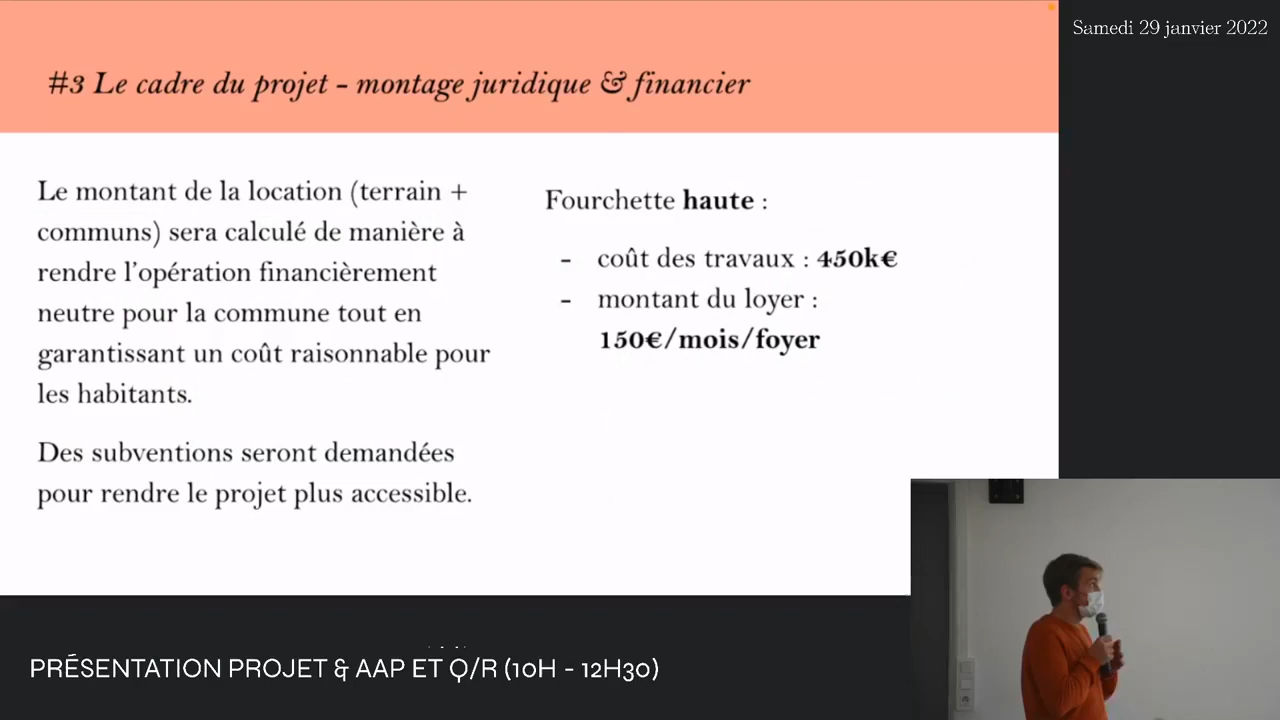 Samedi 29 janvier 2022
#3 Le cadre du projet - montage juridique & financier
Le montant de la location (terrain +
communs) sera calculé de manière à
rendre l'opération financièrement
neutre pour la commune tout en
garantissant un coût raisonnable pour
les habitants.
Des subventions seront demandées
pour rendre le projet plus accessible.
Fourchette haute :
- coût des travaux : 450k€
- montant du loyer :
150€/mois/foyer
PRÉSENTATION PROJET & AAP ET Q/R (10H - 12H30)